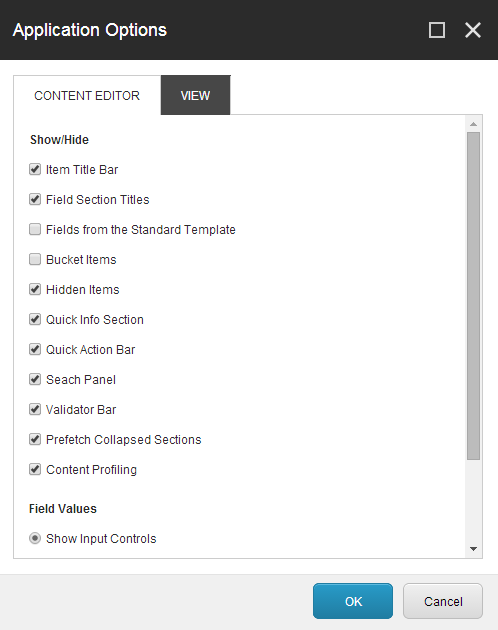 Application Options
CONTENT EDITOR
VIEW
Show/Hide
Item Title Bar
Field Section Titles
Fields from the Standard Template
Bucket Items
Hidden Items
Quick Info Section
Quick Action Bar
Seach Panel
Validator Bar
Prefetch Collapsed Sections
Content Profiling
Field Values
Show Input Controls
OK
Cancel